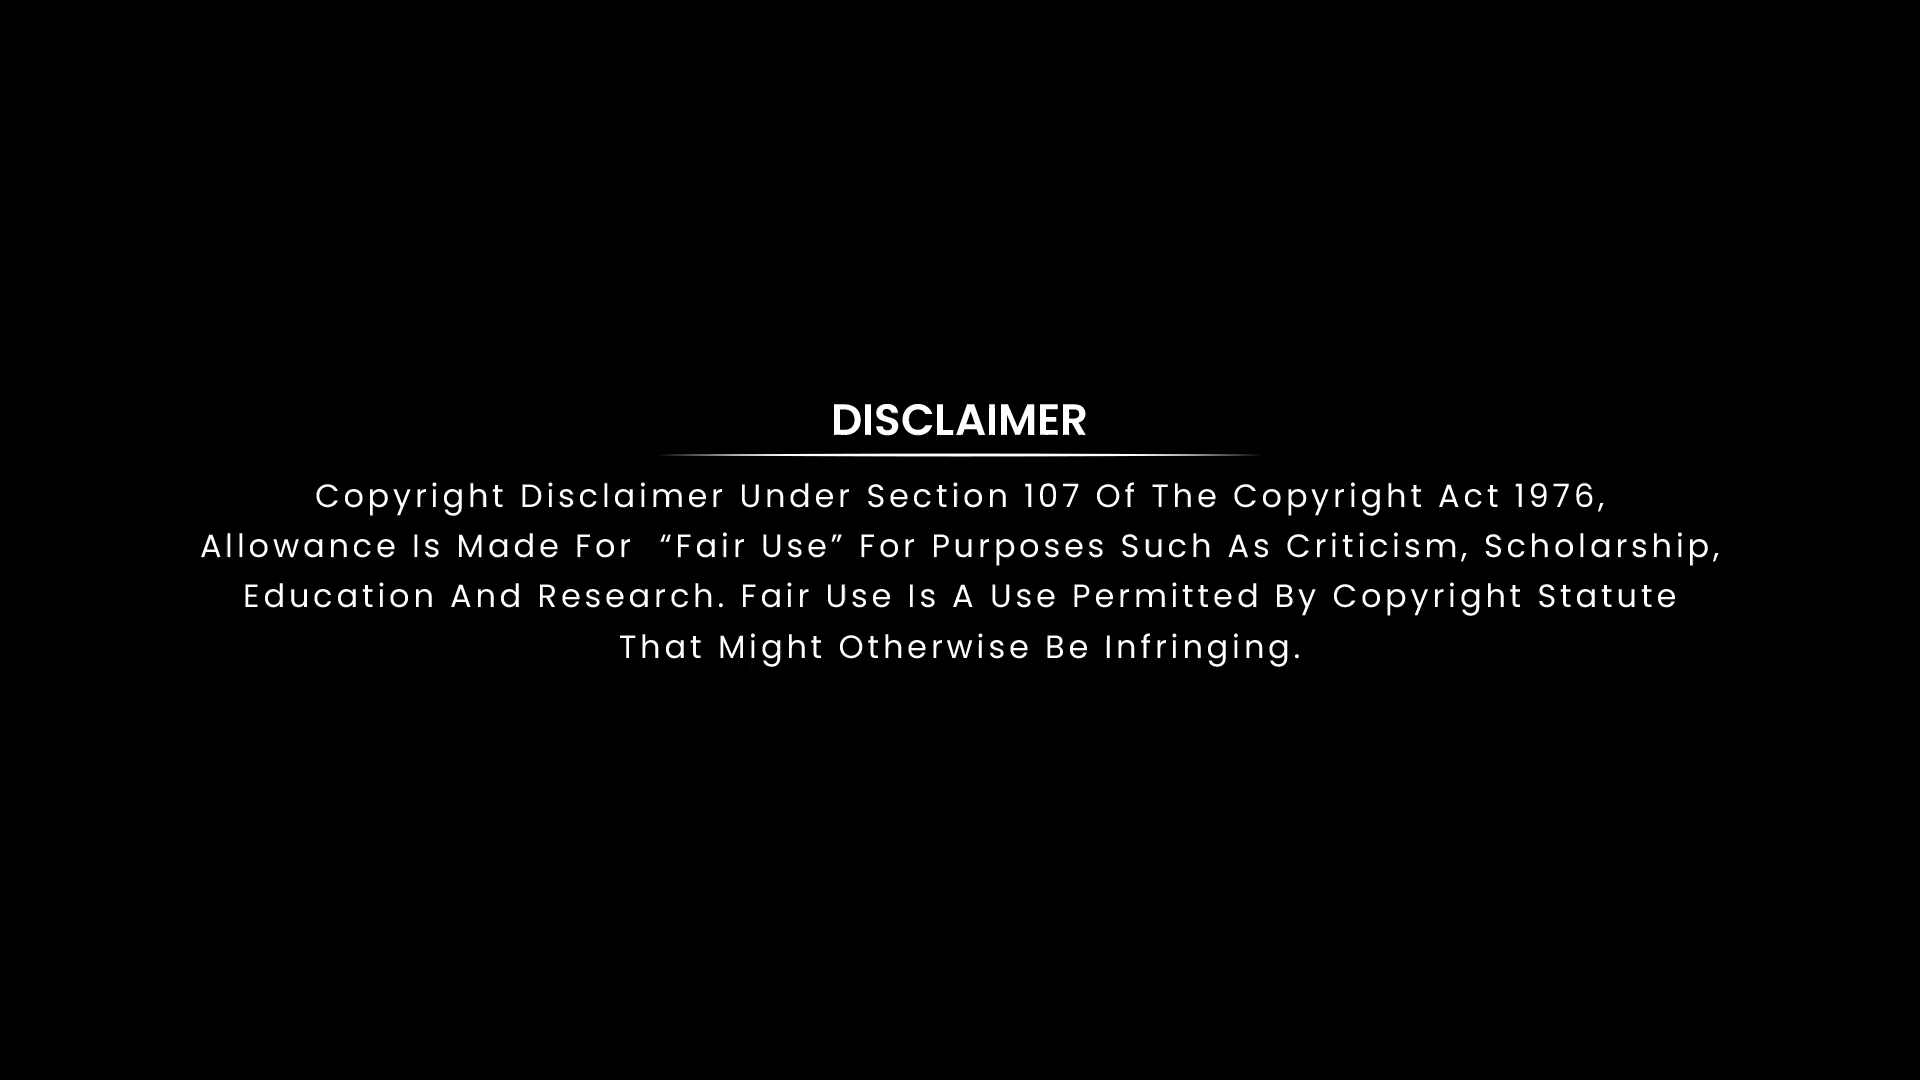 DISCLAIMER
Copyright Disclaimer Under Section 107 Of The Copyright Act 1976,
Allowance Is Made For  “Fair Use” For Purposes Such As Criticism, Scholarship,
Education And Research. Fair Use Is A Use Permitted By Copyright Statute
That Might Otherwise Be Infringing.